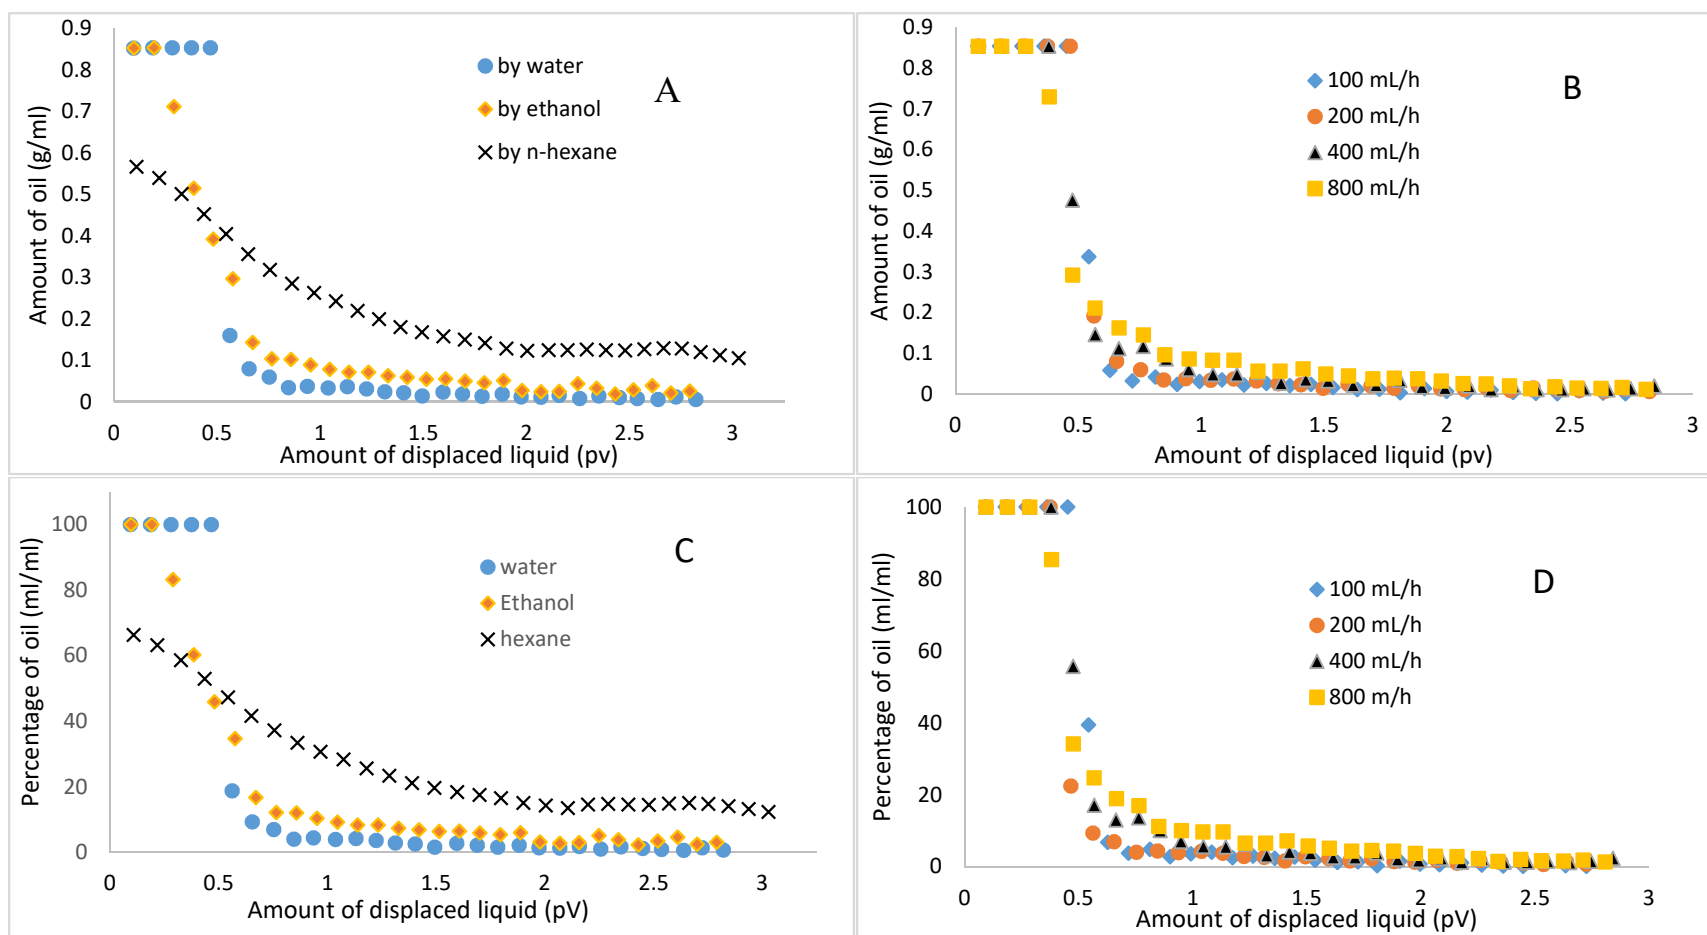 0.9
0.8
0.7
0.6
0.5
0.4
0.3
0.2
0.1
0
Amount of oil (g/ml)
by water
by ethanol
by n-hexane
A
0 0.5 1 1.5 2 2.5 3
Amount of displaced liquid (pv)
0.9
0.8
0.7
0.6
0.5
0.4
0.3
0.2
0.1
0
Amount of oil (g/ml)
100 mL/h
200 mL/h
400 mL/h
800 mL/h
B
0 0.5 1 1.5 2 2.5 3
Amount of displaced liquid (pv)
100
80
60
40
20
0
Percentage of oil (ml/ml)
water
Ethanol
hexane
C
0 0.5 1 1.5 2 2.5 3
Amount of displaced liquid (pV)
100
80
60
40
20
0
Percentage of oil (ml/ml)
100 mL/h
200 mL/h
400 mL/h
800 m/h
D
0 0.5 1 1.5 2 2.5 3
Amount of displaced liquid (pV)